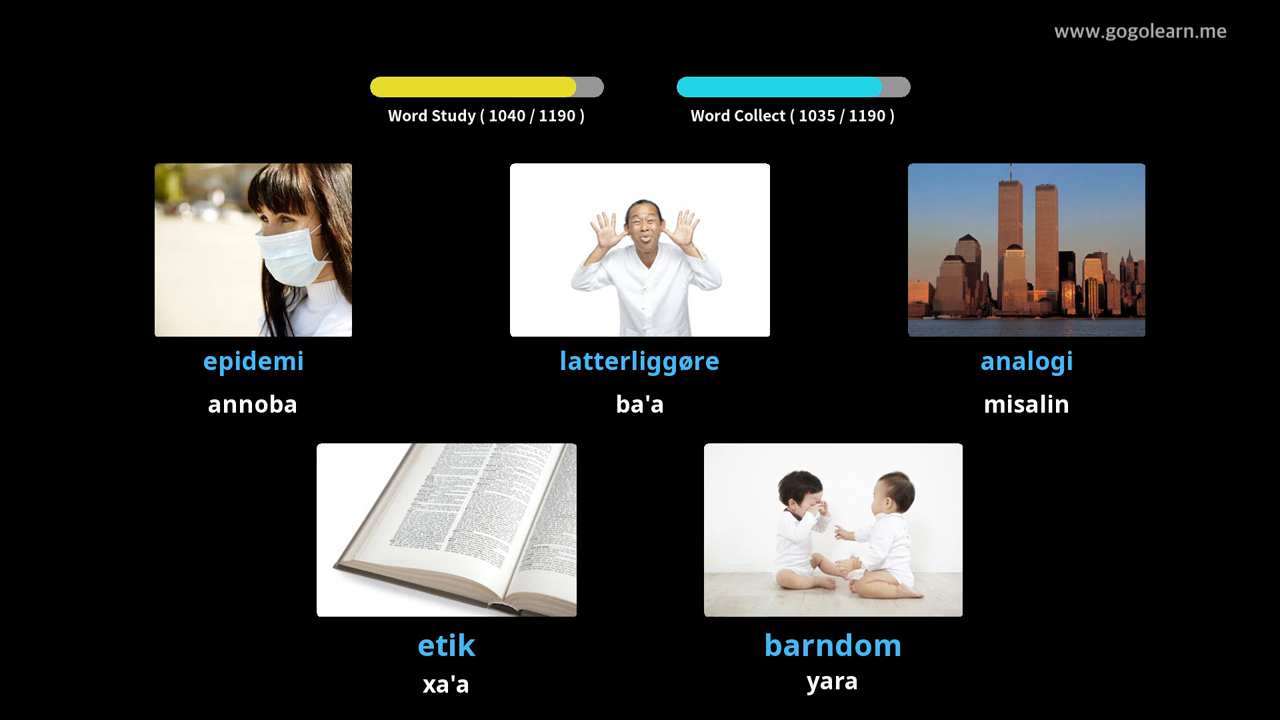 www.gogolearn.me
Word Study ( 1040 / 1190 )
Word Collect ( 1035 / 1190 )
epidemi
latterliggøre
analogi
annoba
ba'a
misalin
etik
barndom
xa'a
yara